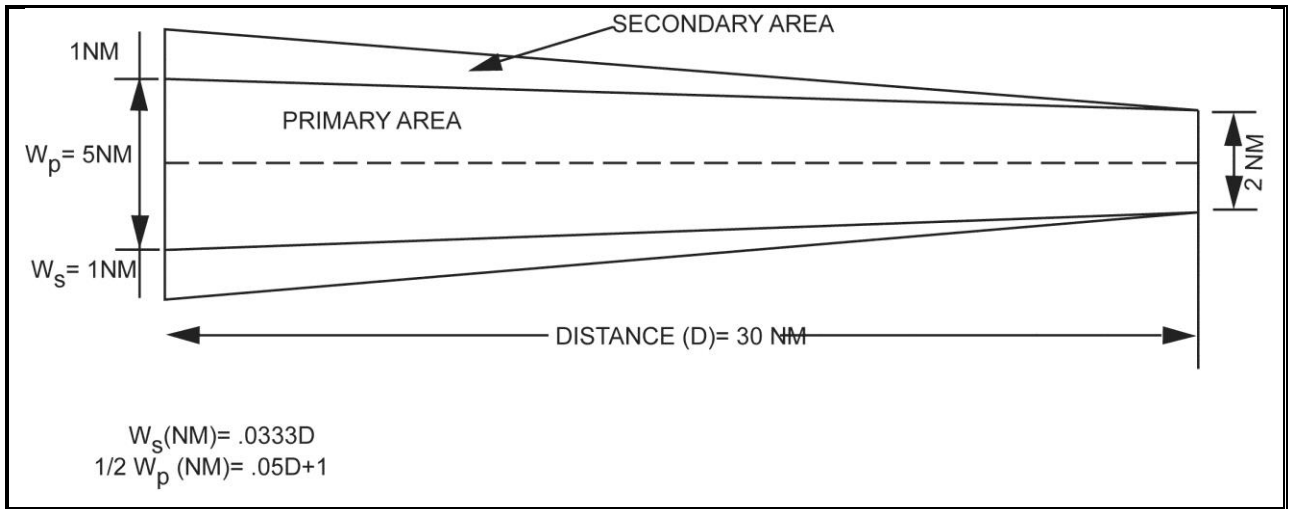 SECONDARY AREA
1NM
PRIMARY AREA
Wp= 5NM
2 NM
Ws= 1NM
DISTANCE (D)= 30 NM
Ws(NM)= .0333D
1/2 Wp (NM)= .05D+1